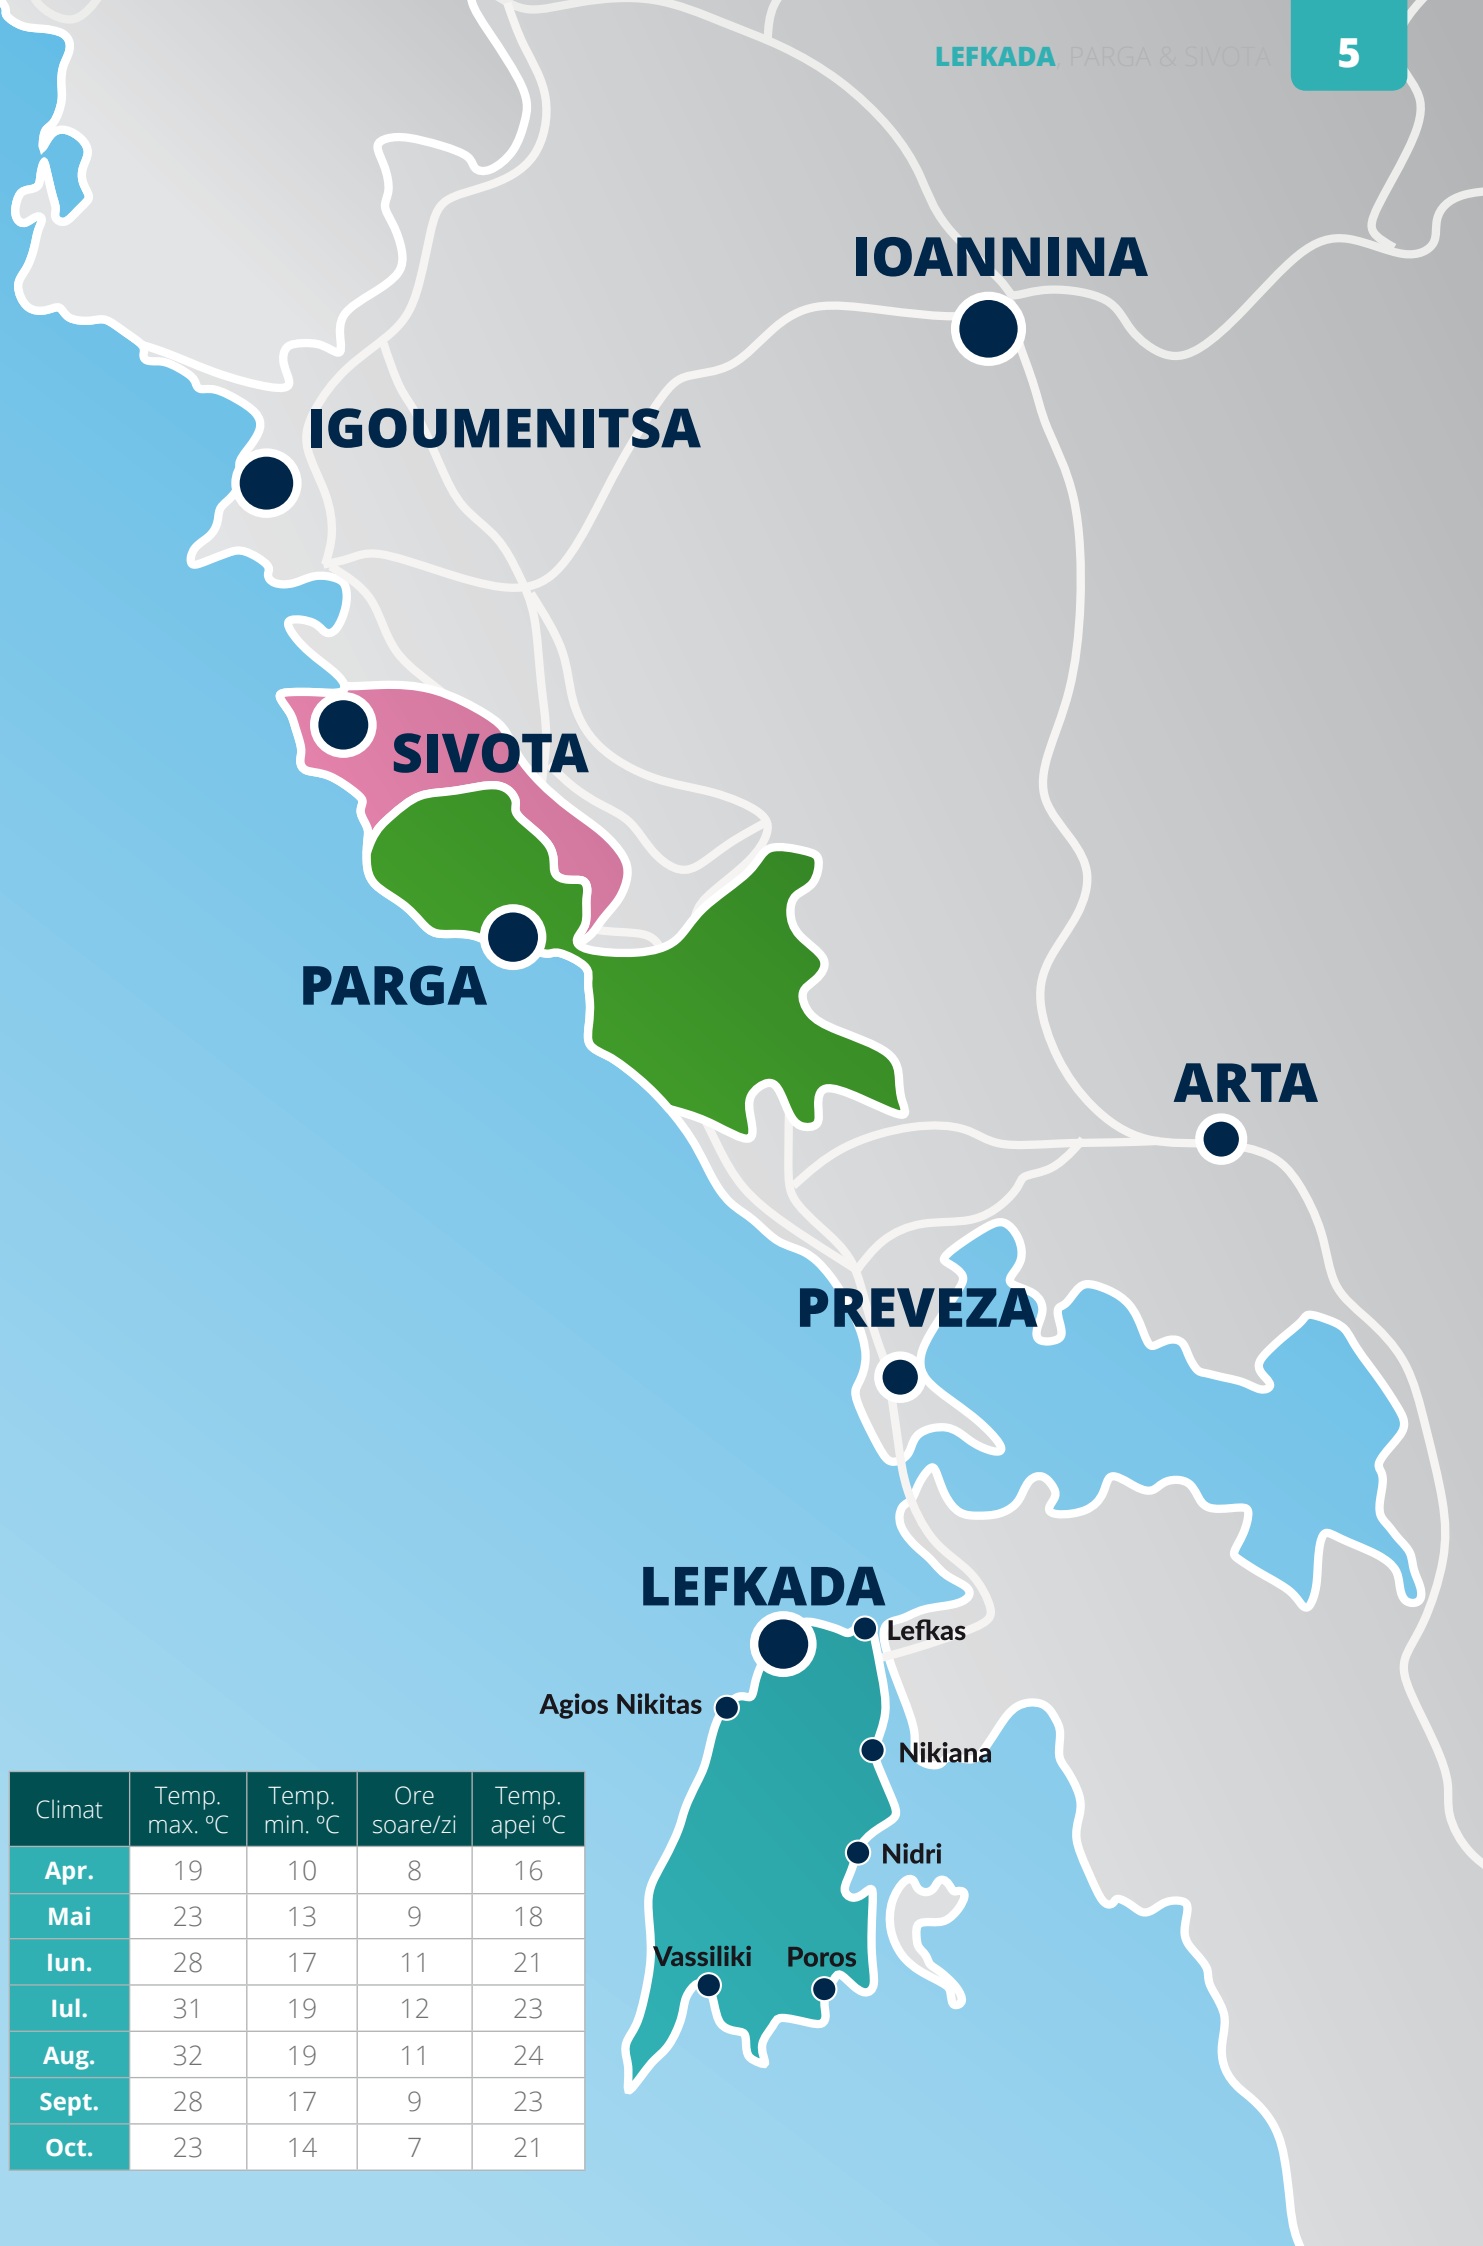 LEFKADA, PARGA & SIVOTA
5
IOANNINA
IGOUMENITSA
SIVOTA
PARGA
ARTA
PREVEZA
LEFKADA
Lefkas
Agios Nikitas
Nikiana
Nidri
Vassiliki Poros
Climat Temp. max. ºC Temp. min. ºC Ore soare/zi Temp. apei ºC
Apr. 19 10 8 16
Mai 23 13 9 18
Iun. 28 17 11 21
Iul. 31 19 12 23
Aug. 32 19 11 24
Sept. 28 17 9 23
Oct. 23 14 7 21